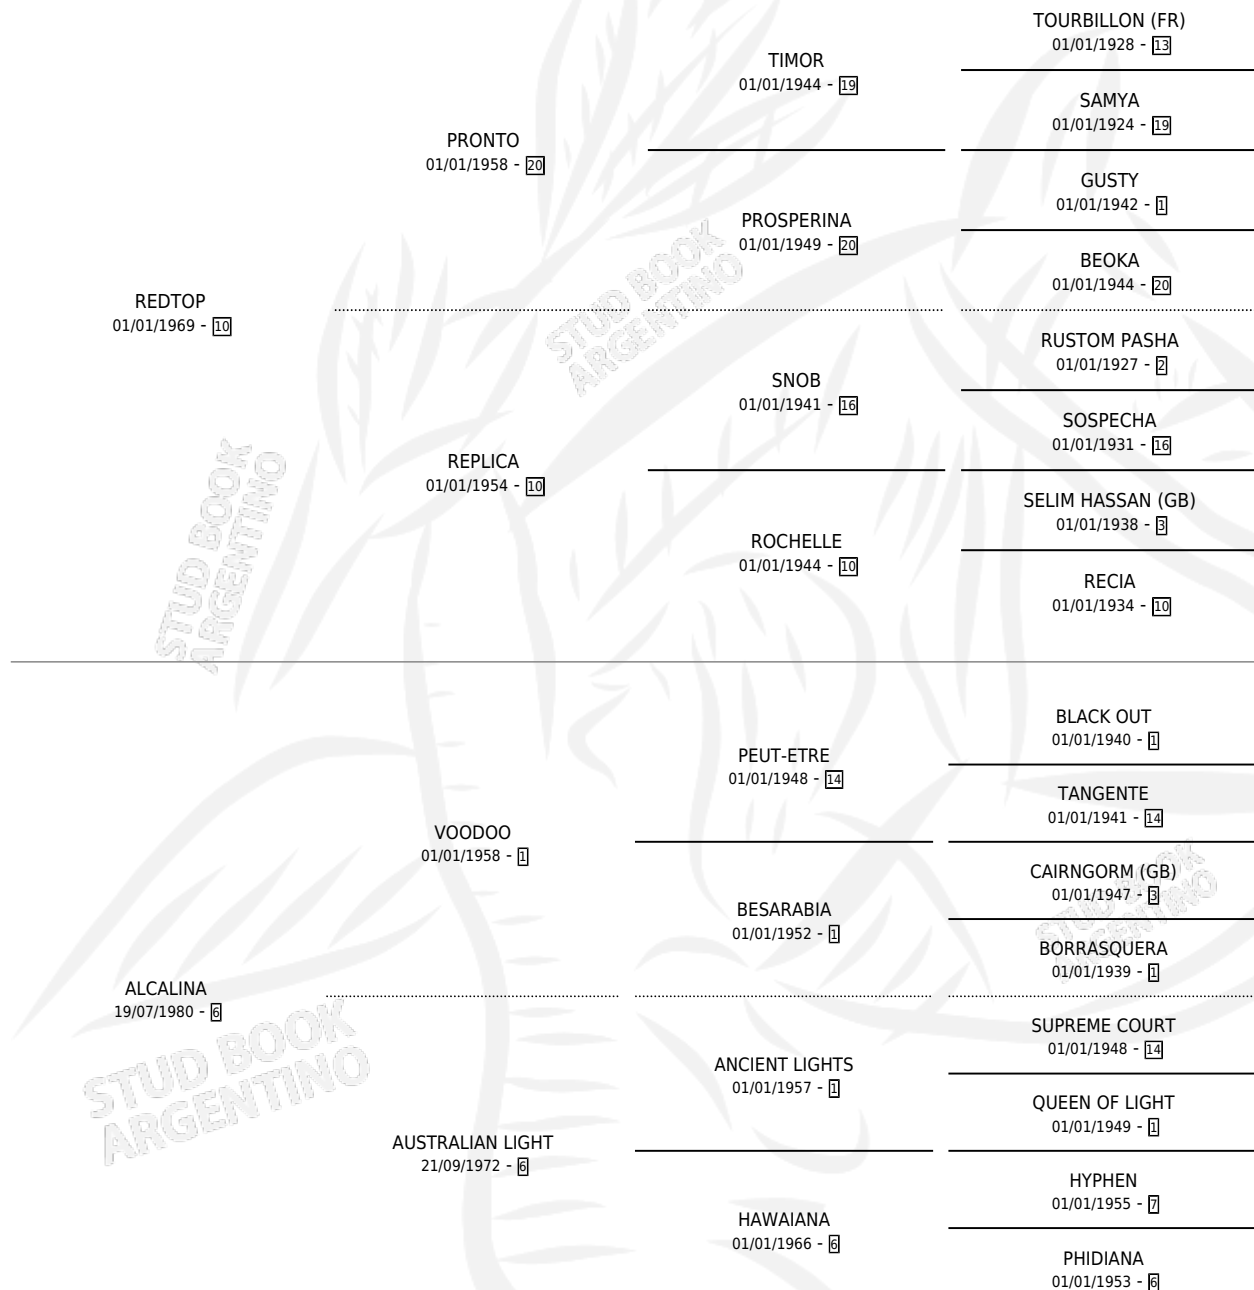 TOURBILLON (FR)
01/01/1928 - 13
TIMOR
01/01/1944 - 19
SAMYA
01/01/1924 - 19
PRONTO
01/01/1958 - 20
GUSTY
01/01/1942 - 1
PROSPERINA
01/01/1949 - 20
BEOKA
01/01/1944 - 20
REDTOP
01/01/1969 - 10
RUSTOM PASHA
01/01/1927 - 2
SNOB
01/01/1941 - 16
SOSPECHA
01/01/1931 - 16
REPLICA
01/01/1954 - 10
SELIM HASSAN (GB)
01/01/1938 - 3
ROCHELLE
01/01/1944 - 10
RECIA
01/01/1934 - 10
BLACK OUT
01/01/1940 - 1
PEUT-ETRE
01/01/1948 - 14
TANGENTE
01/01/1941 - 14
VOODOO
01/01/1958 - 1
CAIRNGORM (GB)
01/01/1947 - 3
BESARABIA
01/01/1952 - 1
BORRASQUERA
01/01/1939 - 1
ALCALINA
19/07/1980 - 6
SUPREME COURT
01/01/1948 - 14
ANCIENT LIGHTS
01/01/1957 - 1
QUEEN OF LIGHT
01/01/1949 - 1
AUSTRALIAN LIGHT
21/09/1972 - 6
HYPHEN
01/01/1955 - 7
HAWAIANA
01/01/1966 - 6
PHIDIANA
01/01/1953 - 6
STUD BOOK
ARGENTINO
STUD BOOK
ARGENTINO
STUD BOOK
ARGENTINO
STUD BOOK
ARGENTINO